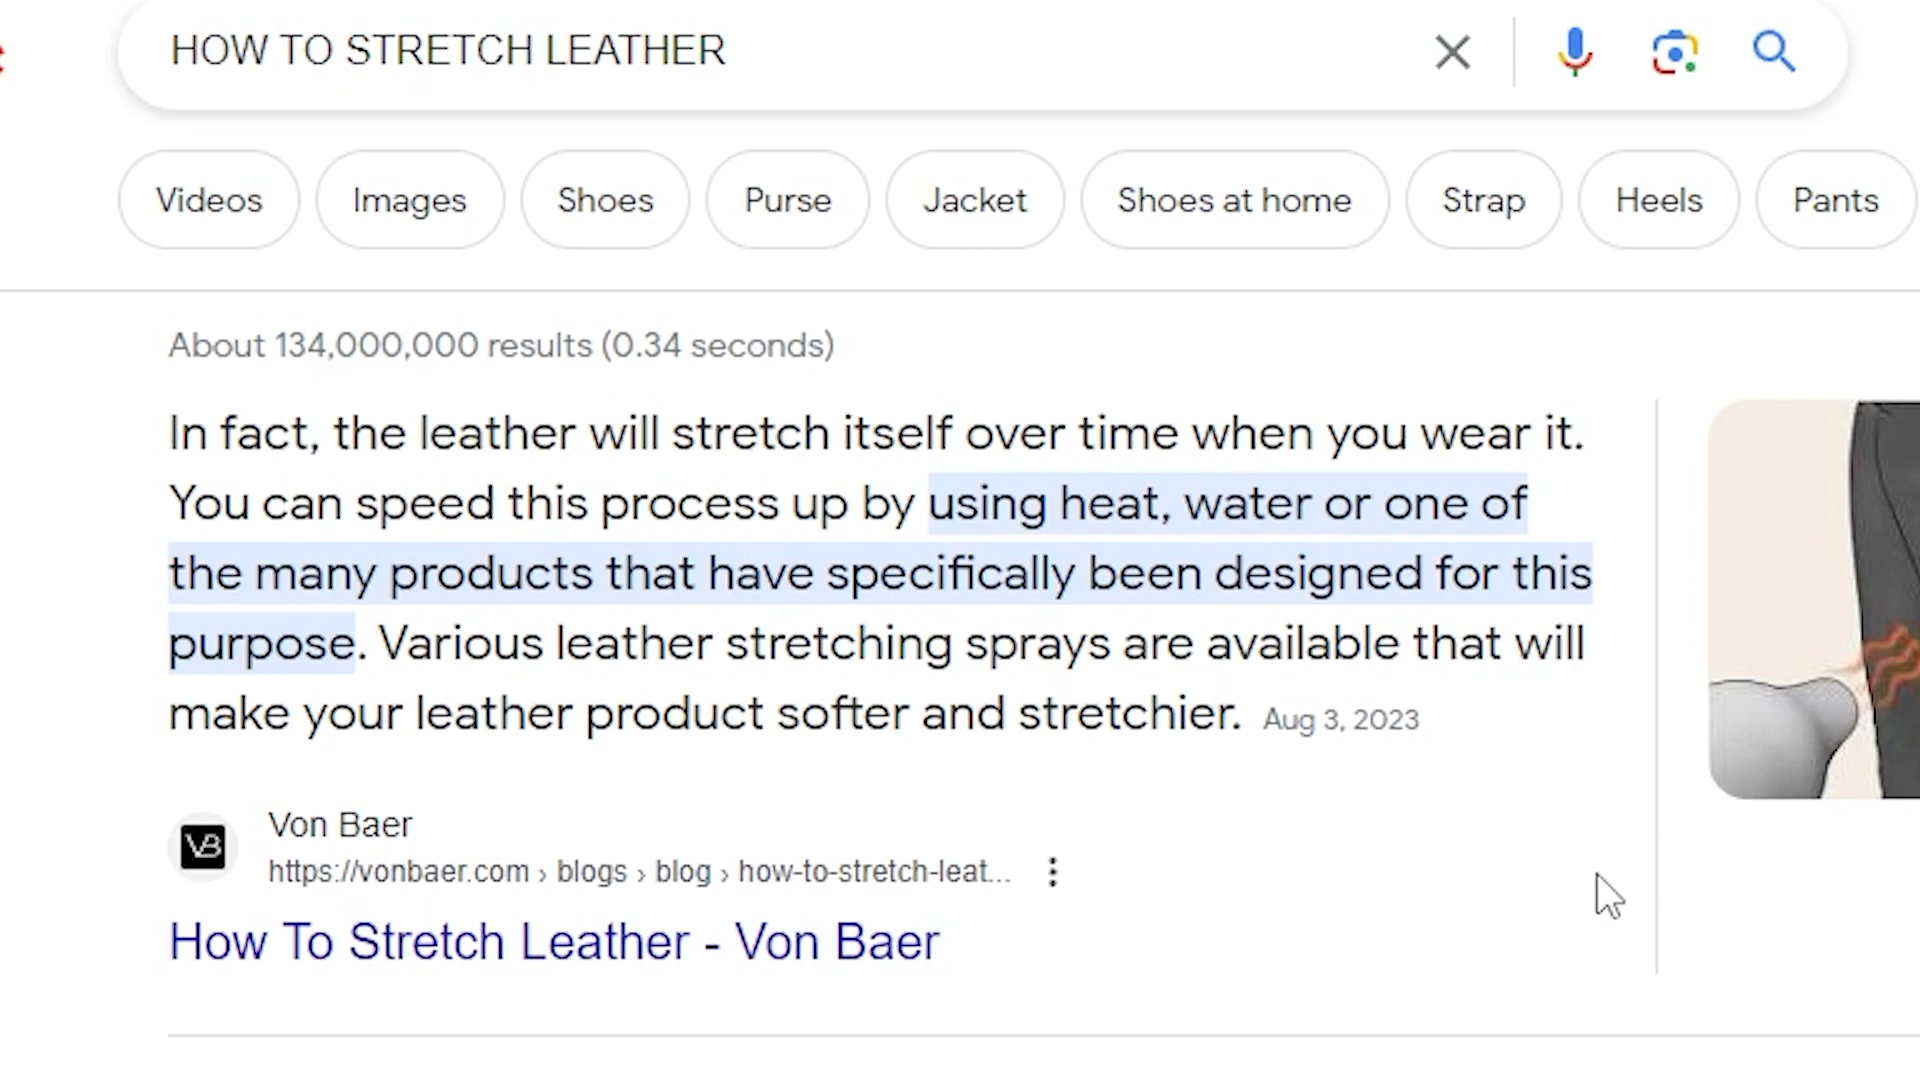 HOW TO STRETCH LEATHER
Videos Images Shoes Purse Jacket Shoes at home Strap Heels Pants
About 134,000,000 results (0.34 seconds)
In fact, the leather will stretch itself over time when you wear it.
You can speed this process up by using heat, water or one of
the many products that have specifically been designed for this
purpose. Various leather stretching sprays are available that will
make your leather product softer and stretchier. Aug 3, 2023
VB
Von Baer
https://vonbaer.com › blogs › blog › how-to-stretch-leat...
How To Stretch Leather - Von Baer